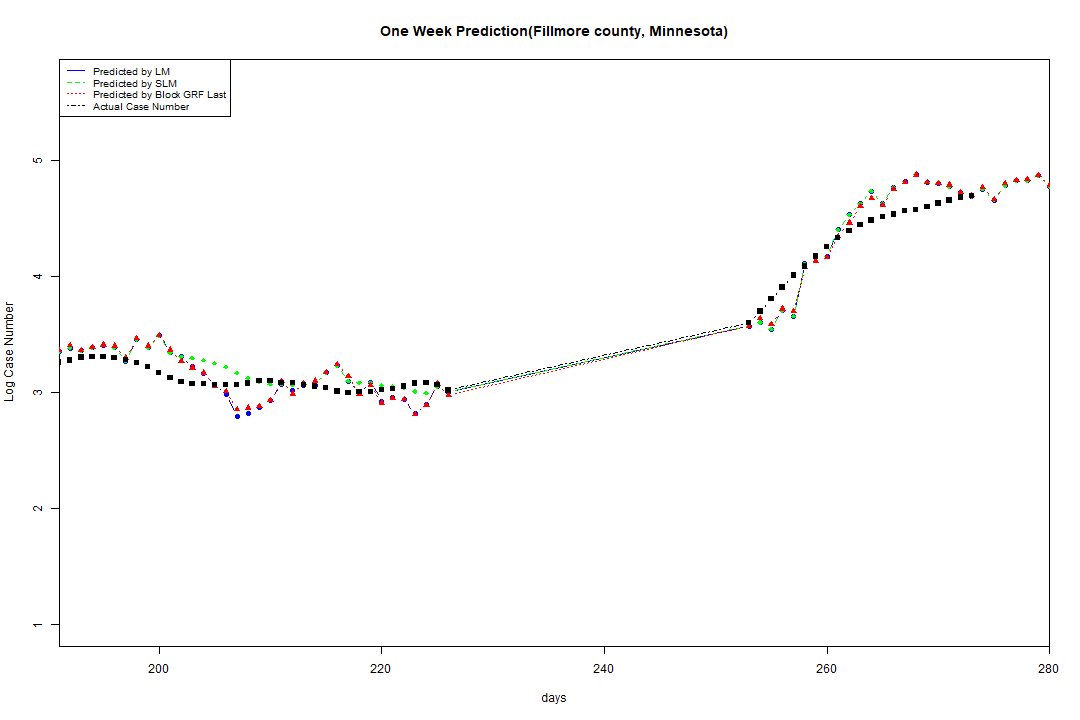 One Week Prediction(Fillmore county, Minnesota)
Predicted by LM
Predicted by SLM
Predicted by Block GRF Last
Actual Case Number
5
4
3
2
1
Log Case Number
200 220 240 260 280
days